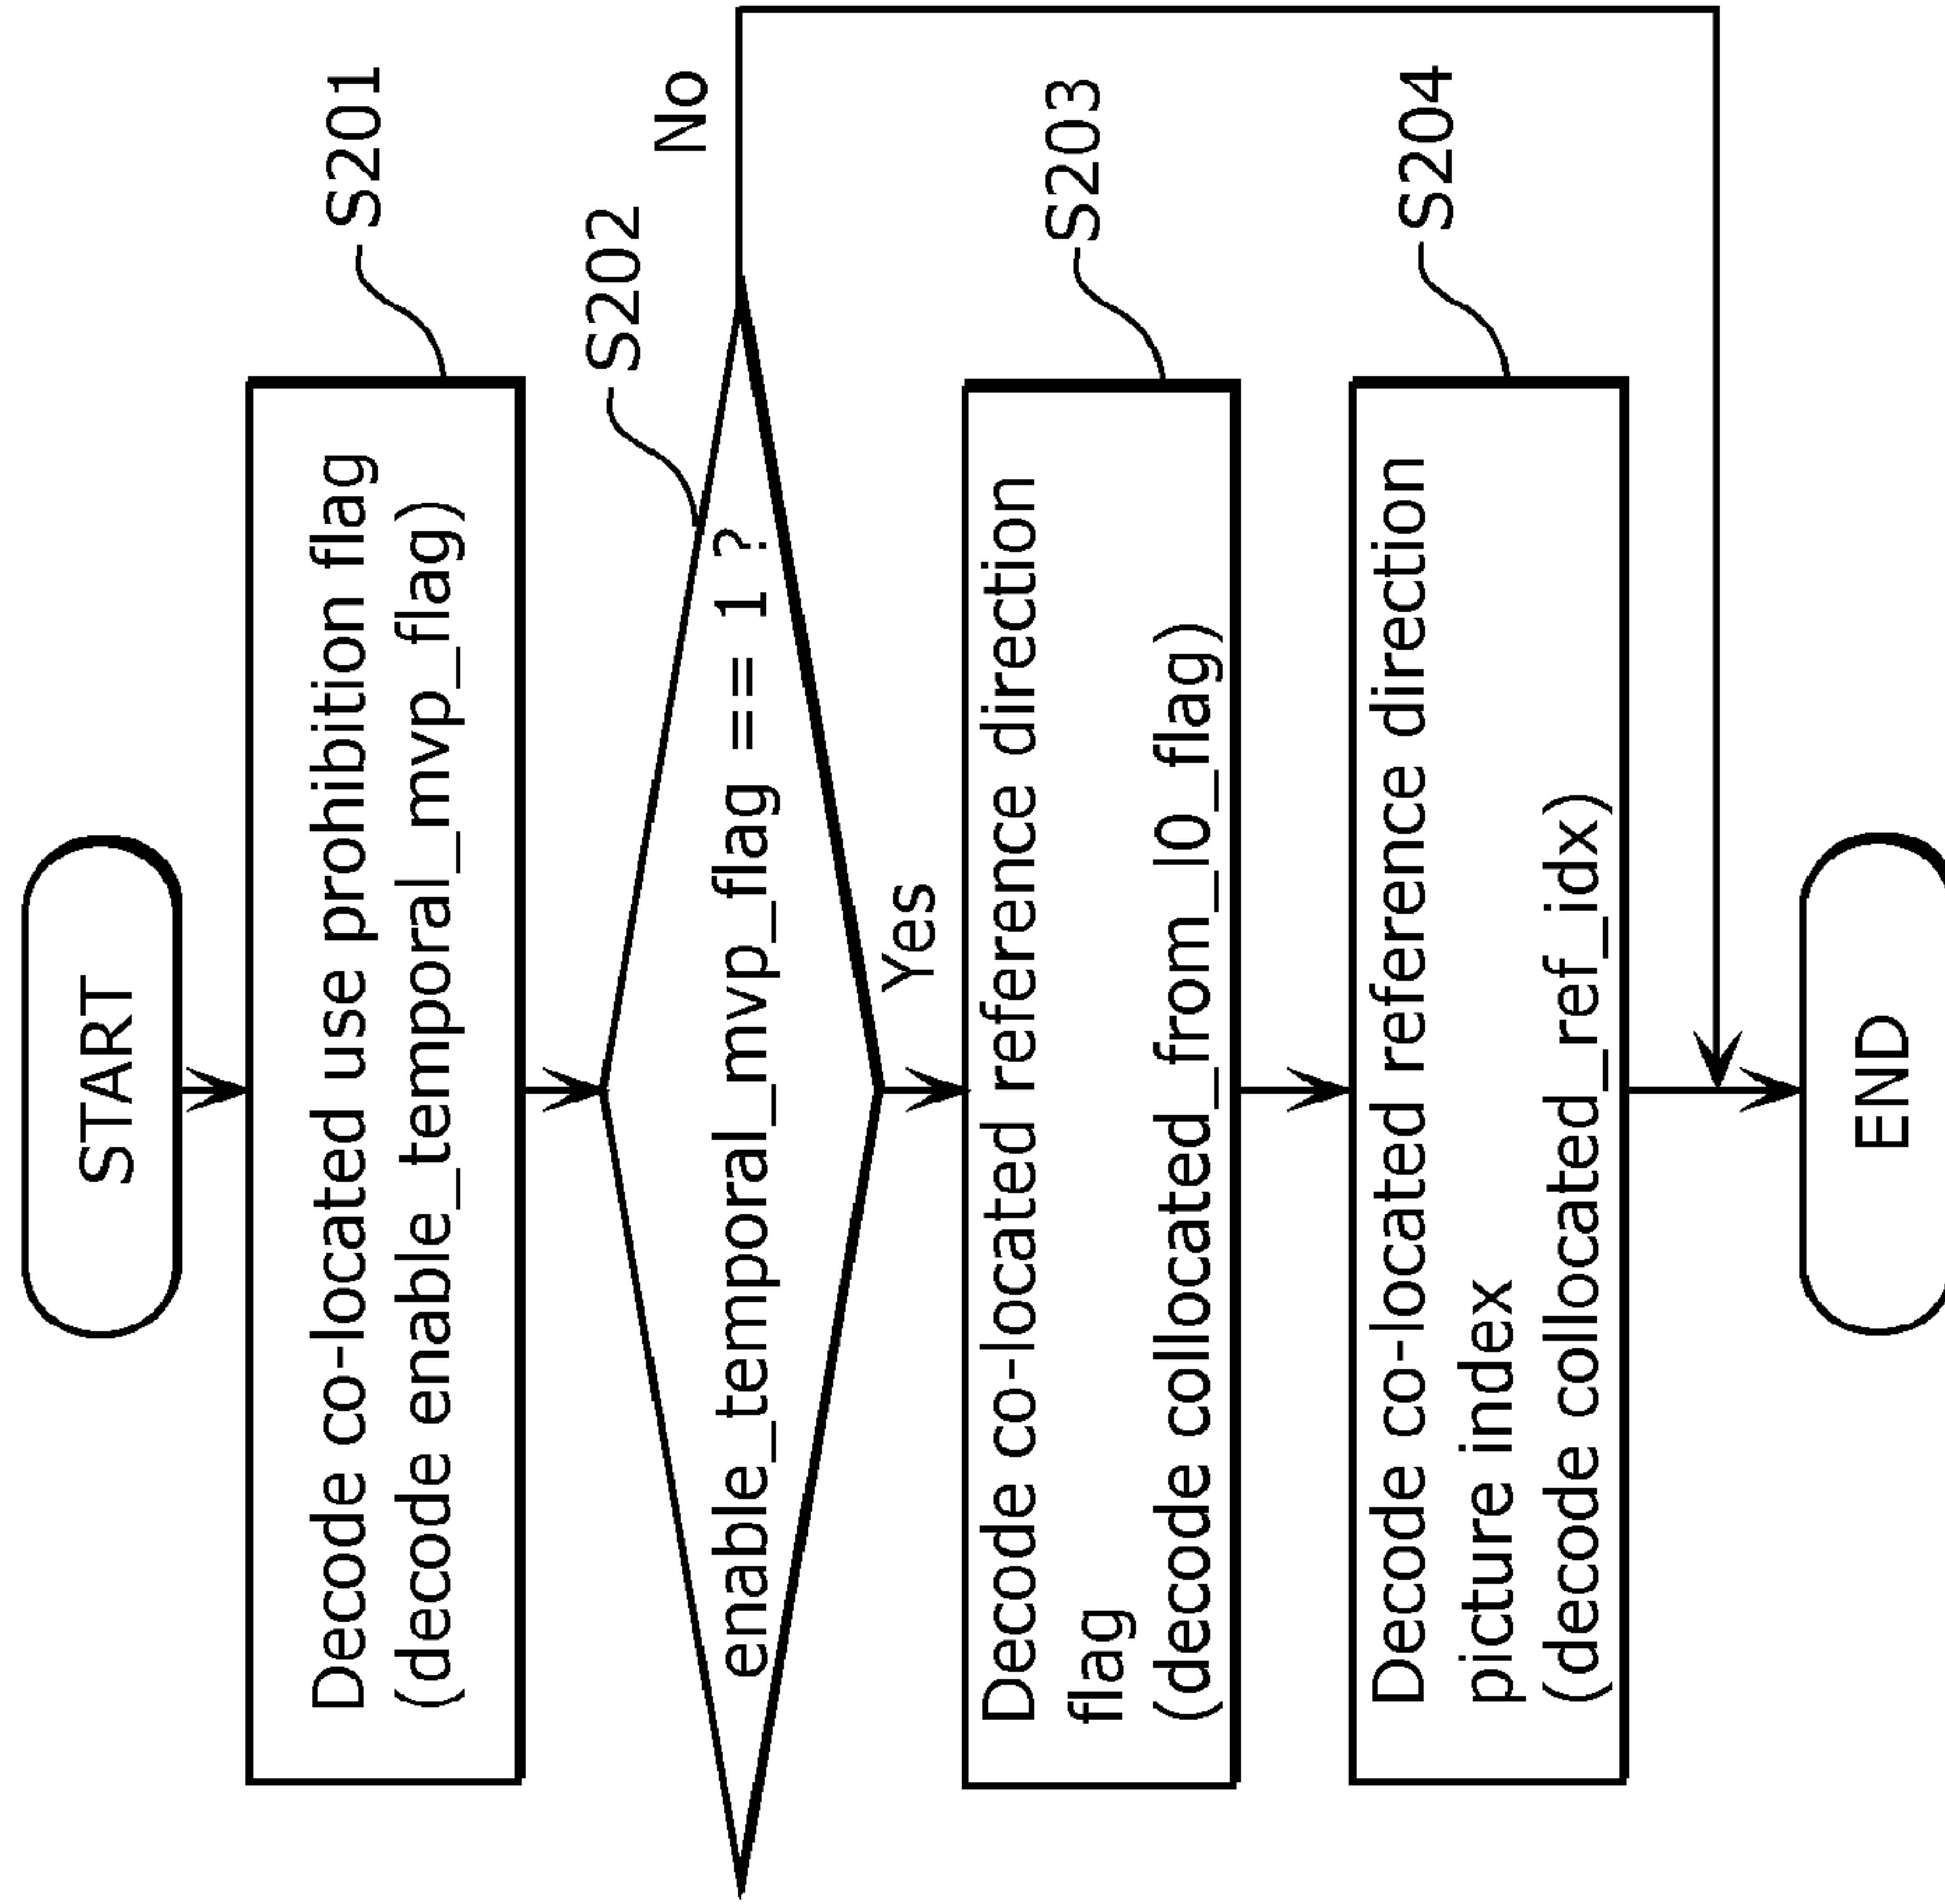 START
Decode co-located use prohibition flag
(decode enable_temporal_mvp_flag)
S201
enable_temporal_mvp_flag == 1 ?
S202
No
Yes
Decode co-located reference direction
flag
(decode collocated_from_l0_flag)
S203
Decode co-located reference direction
picture index
(decode collocated_ref_idx)
S204
END